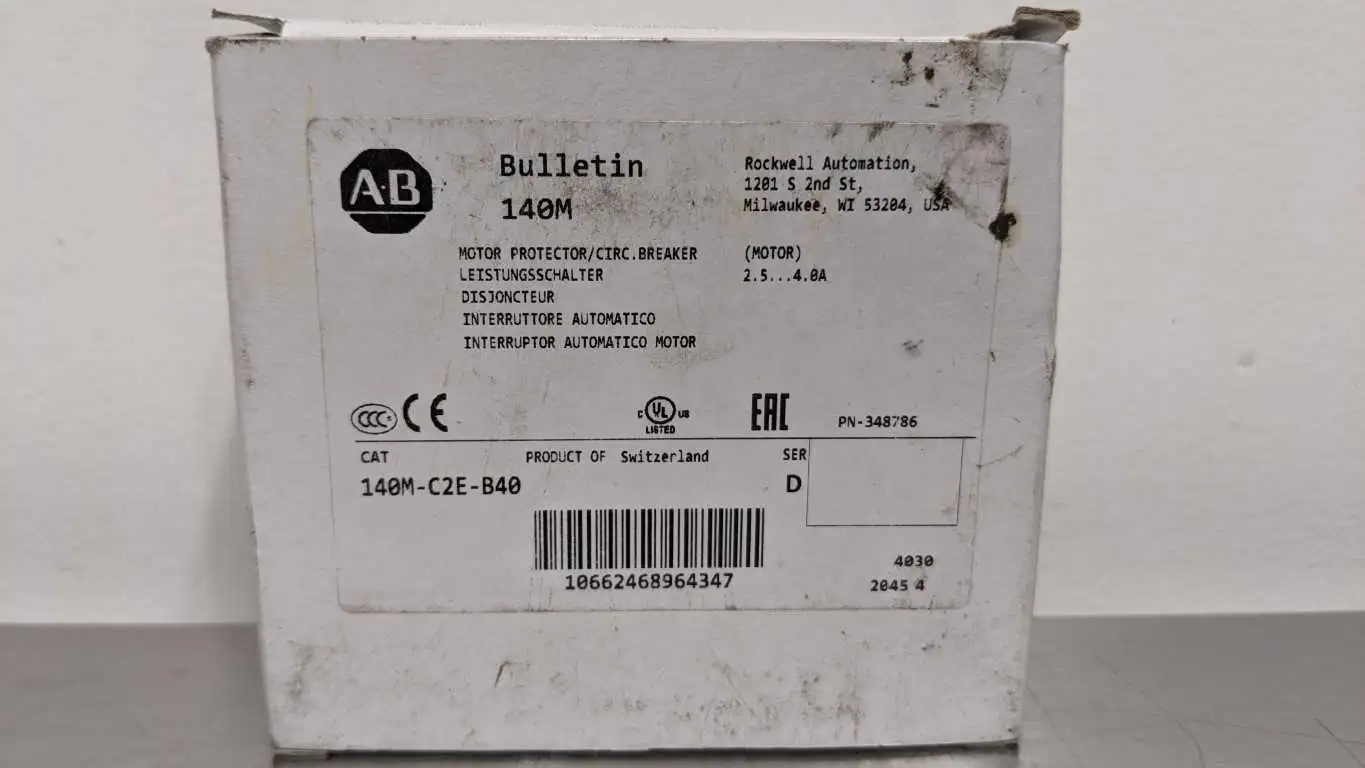 A·B
Bulletin
140M
Rockwell Automation,
1201 S 2nd St,
Milwaukee, WI 53204, USA
MOTOR PROTECTOR/CIRC.BREAKER
LEISTUNGSSCHALTER
DISJONCTEUR
INTERRUTTORE AUTOMATICO
INTERRUPTOR AUTOMATICO MOTOR
(MOTOR)
2.5...4.0A
CCC
CE
C UL US
LISTED
EAC
PN-348786
CAT
PRODUCT OF Switzerland
SER
140M-C2E-B40
D
10662468964347
4030
2045 4